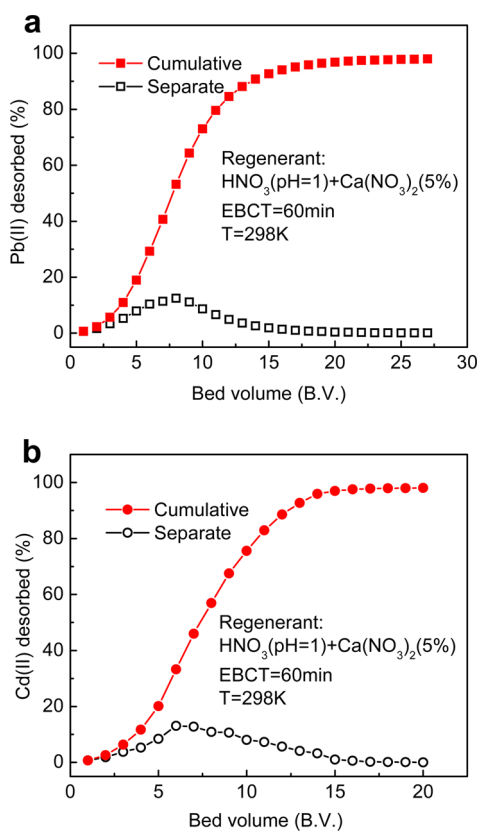 a
100
80
60
40
20
0
Pb(II) desorbed (%)
Cumulative
Separate
Regenerant:
HNO3(pH=1)+Ca(NO3)2(5%)
EBCT=60min
T=298K
0 5 10 15 20 25 30
Bed volume (B.V.)
b
100
80
60
40
20
0
Cd(II) desorbed (%)
Cumulative
Separate
Regenerant:
HNO3(pH=1)+Ca(NO3)2(5%)
EBCT=60min
T=298K
0 5 10 15 20
Bed volume (B.V.)